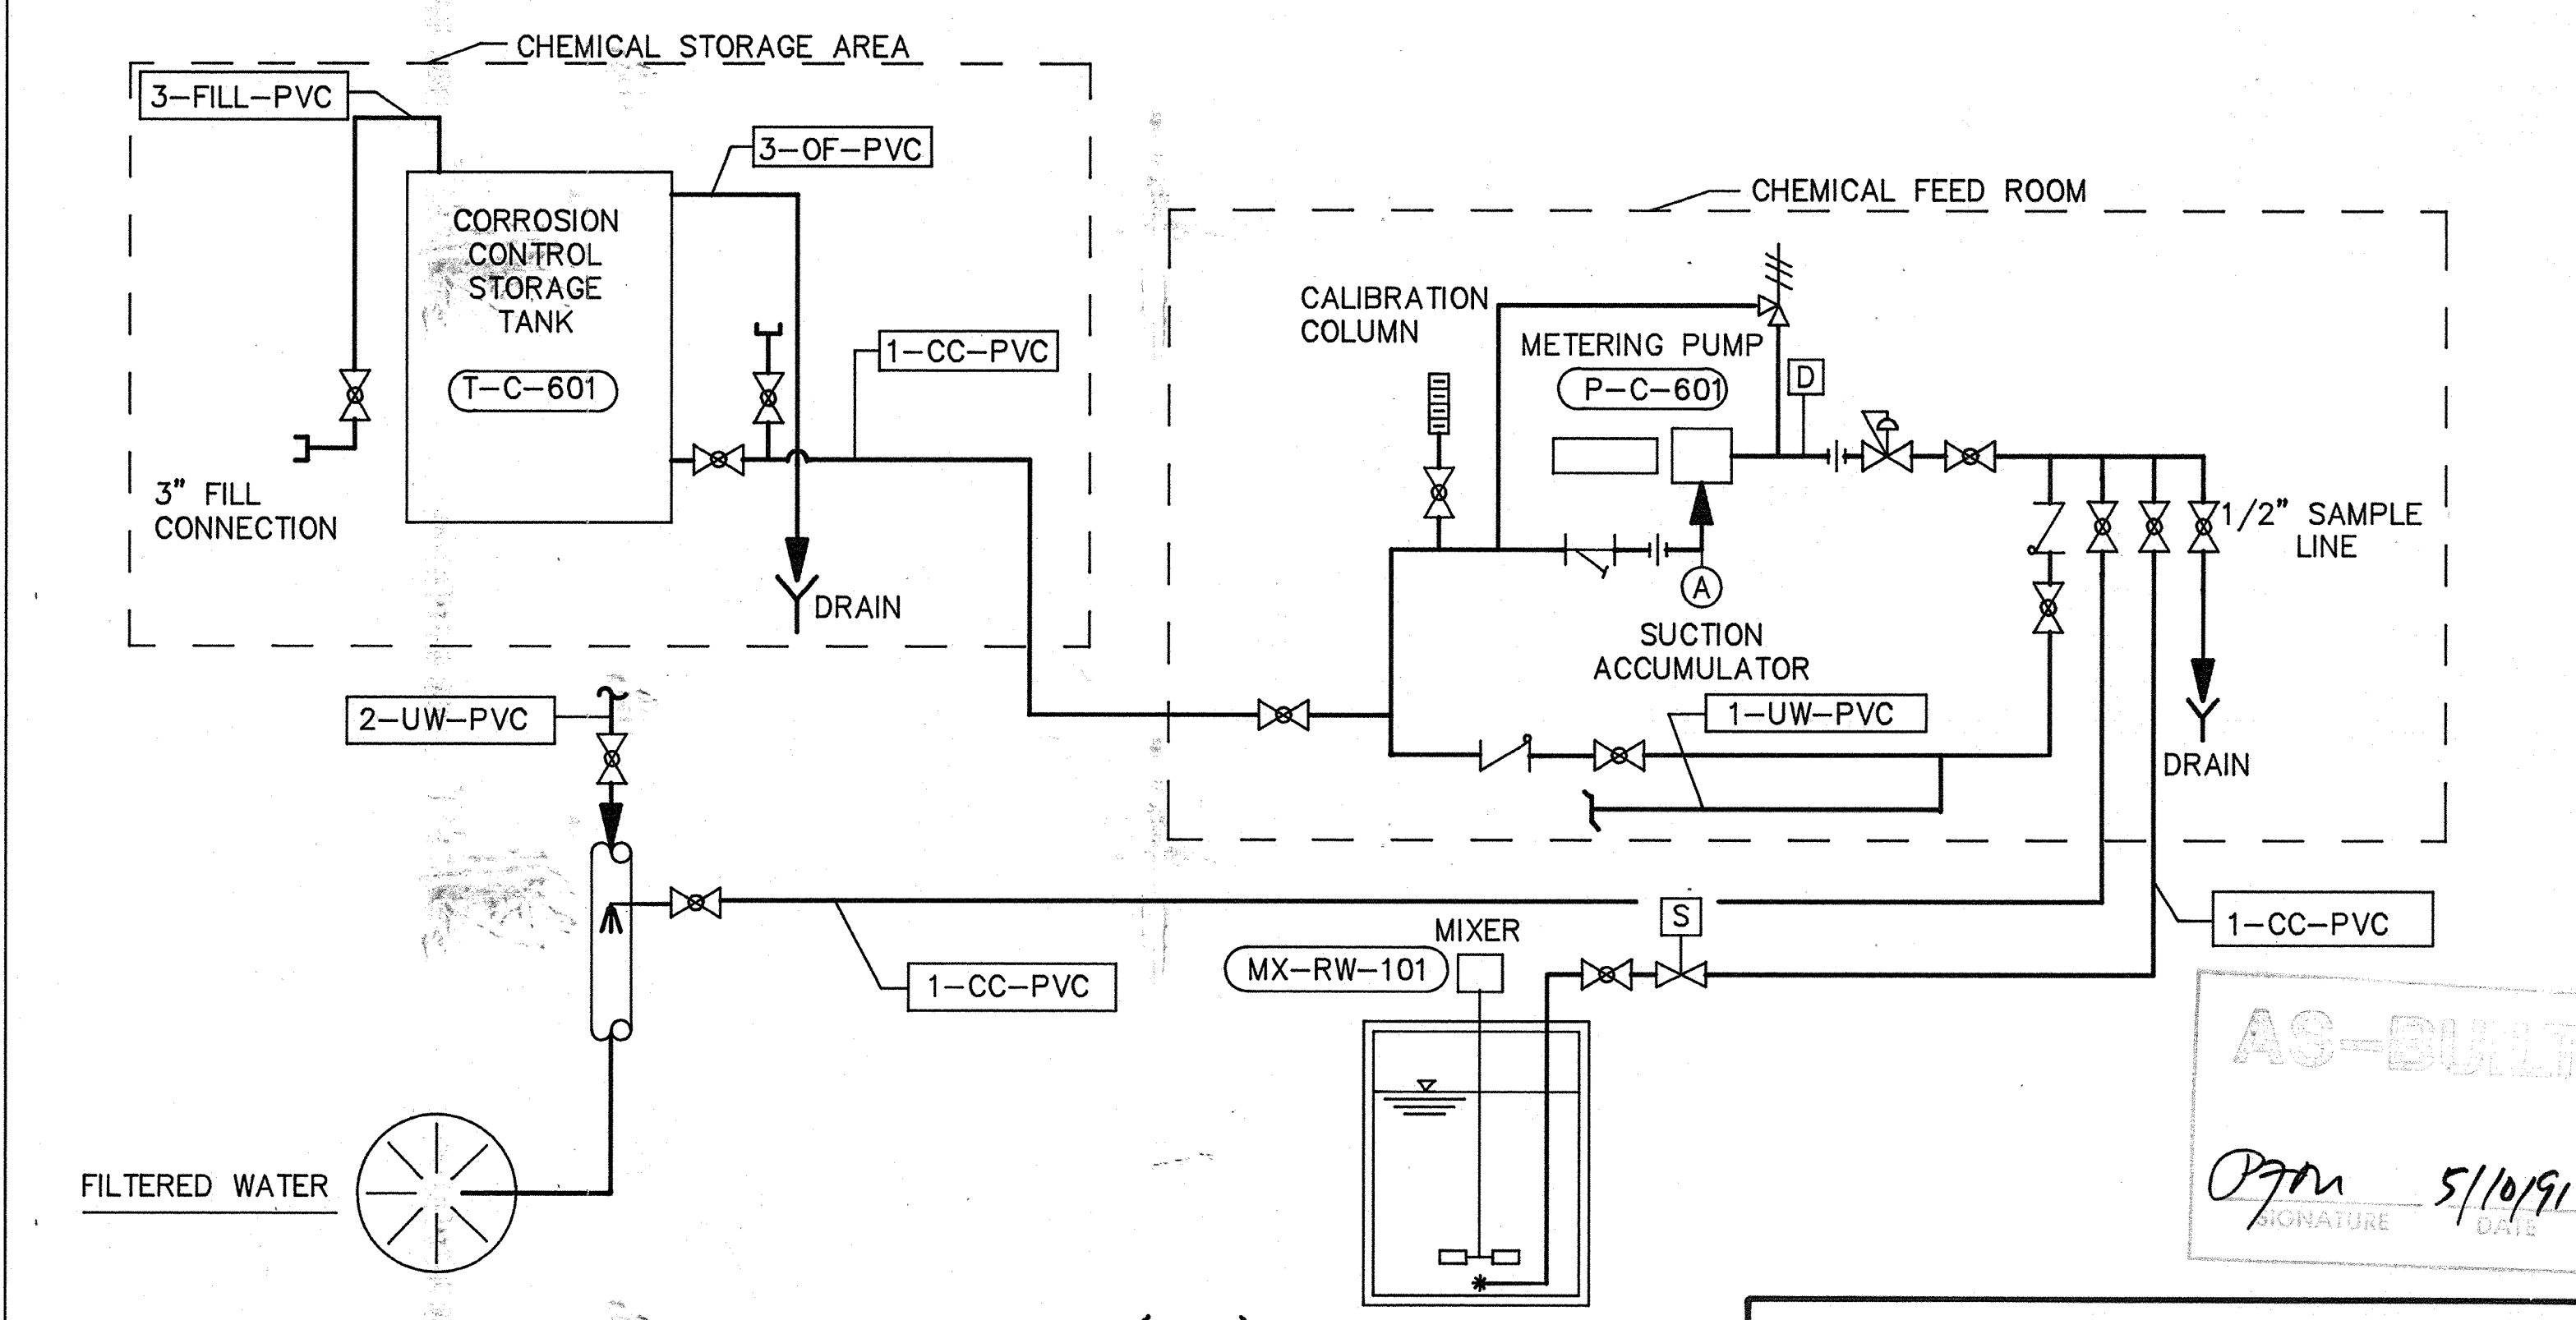 CHEMICAL STORAGE AREA
3-FILL-PVC
3-OF-PVC
CORROSION
CONTROL
STORAGE
TANK
T-C-601
1-CC-PVC
3" FILL
CONNECTION
DRAIN
CHEMICAL FEED ROOM
CALIBRATION
COLUMN
METERING PUMP
P-C-601
D
A
SUCTION
ACCUMULATOR
1/2" SAMPLE
LINE
1-UW-PVC
DRAIN
2-UW-PVC
1-CC-PVC
S
MIXER
MX-RW-101
1-CC-PVC
FILTERED WATER
AS-BUILT
5/10/91
SIGNATURE
DATE